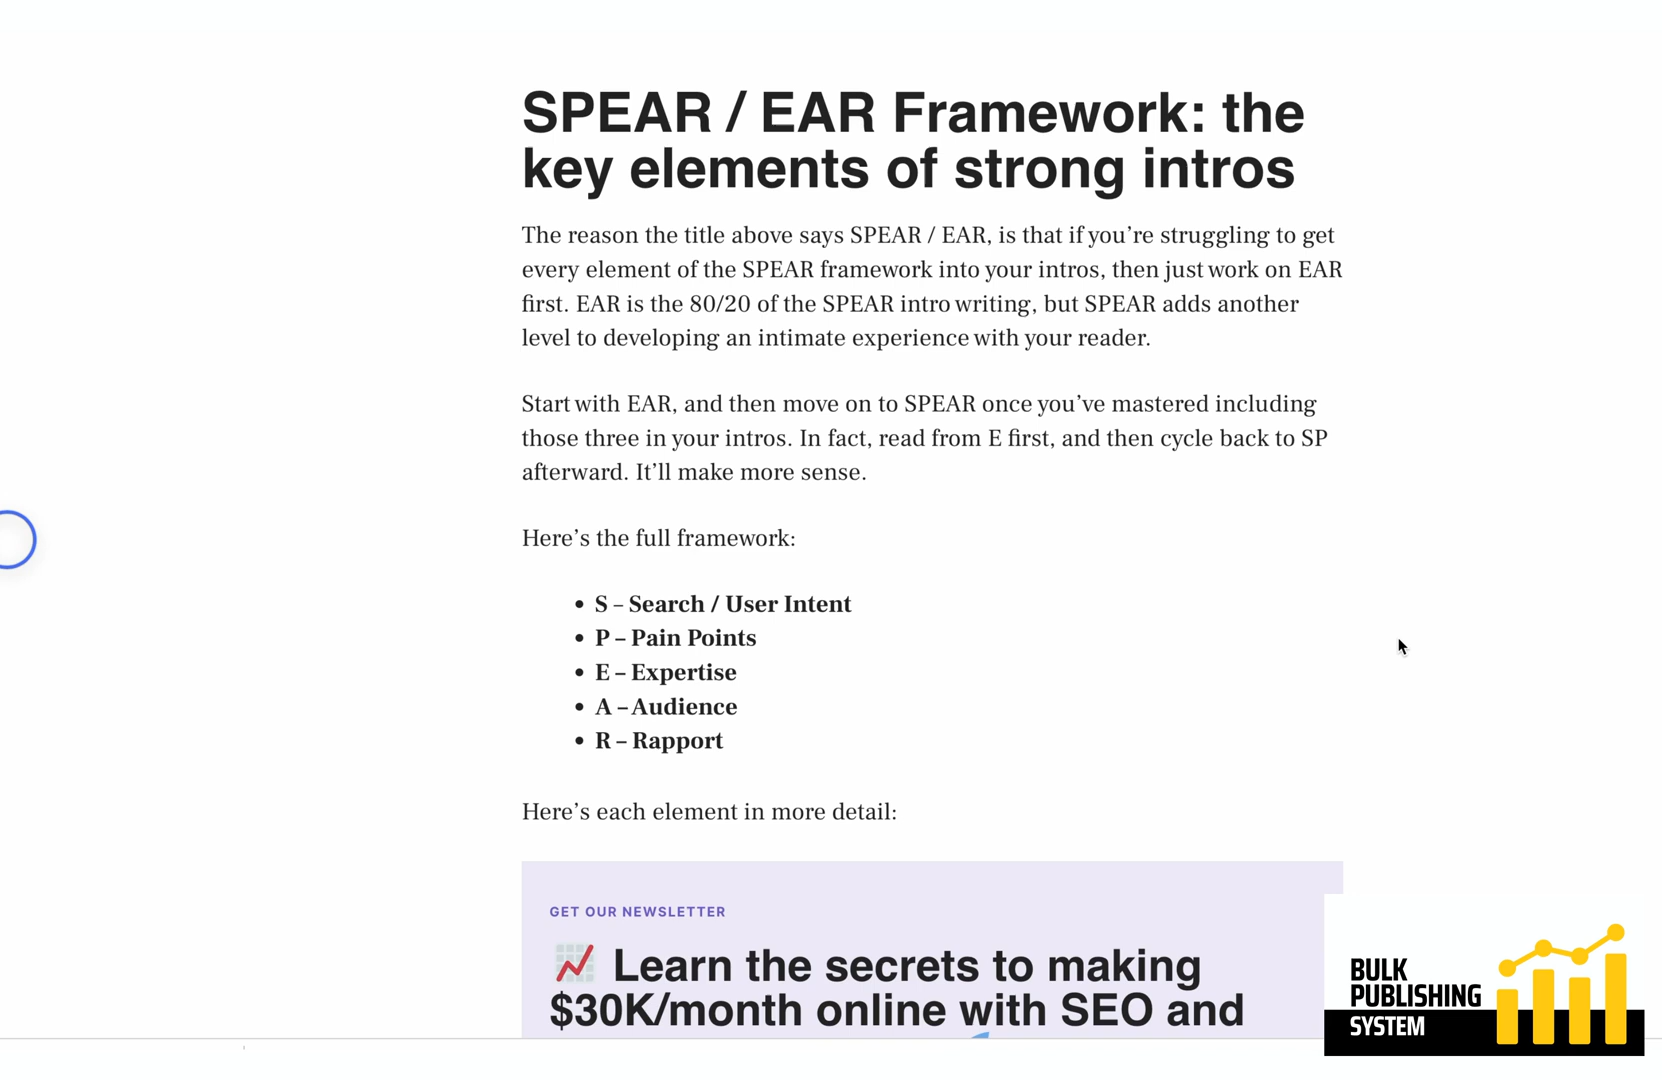 SPEAR / EAR Framework: the
key elements of strong intros
The reason the title above says SPEAR / EAR, is that if you’re struggling to get
every element of the SPEAR framework into your intros, then just work on EAR
first. EAR is the 80/20 of the SPEAR intro writing, but SPEAR adds another
level to developing an intimate experience with your reader.
Start with EAR, and then move on to SPEAR once you’ve mastered including
those three in your intros. In fact, read from E first, and then cycle back to SP
afterward. It’ll make more sense.
Here’s the full framework:
• S – Search / User Intent
• P – Pain Points
• E – Expertise
• A – Audience
• R – Rapport
Here’s each element in more detail:
GET OUR NEWSLETTER
Learn the secrets to making
$30K/month online with SEO and
BULK
PUBLISHING
SYSTEM